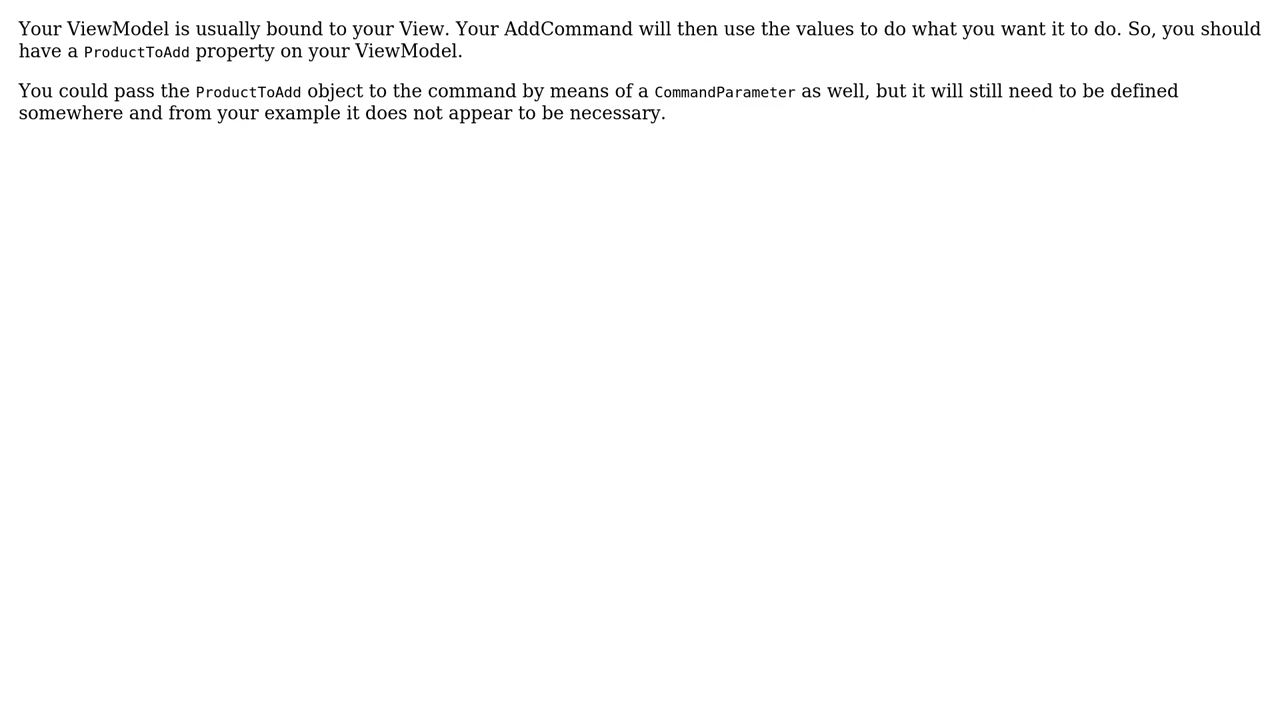 Your ViewModel is usually bound to your View. Your AddCommand will then use the values to do what you want it to do. So, you should
have a ProductToAdd property on your ViewModel.
You could pass the ProductToAdd object to the command by means of a CommandParameter as well, but it will still need to be defined
somewhere and from your example it does not appear to be necessary.